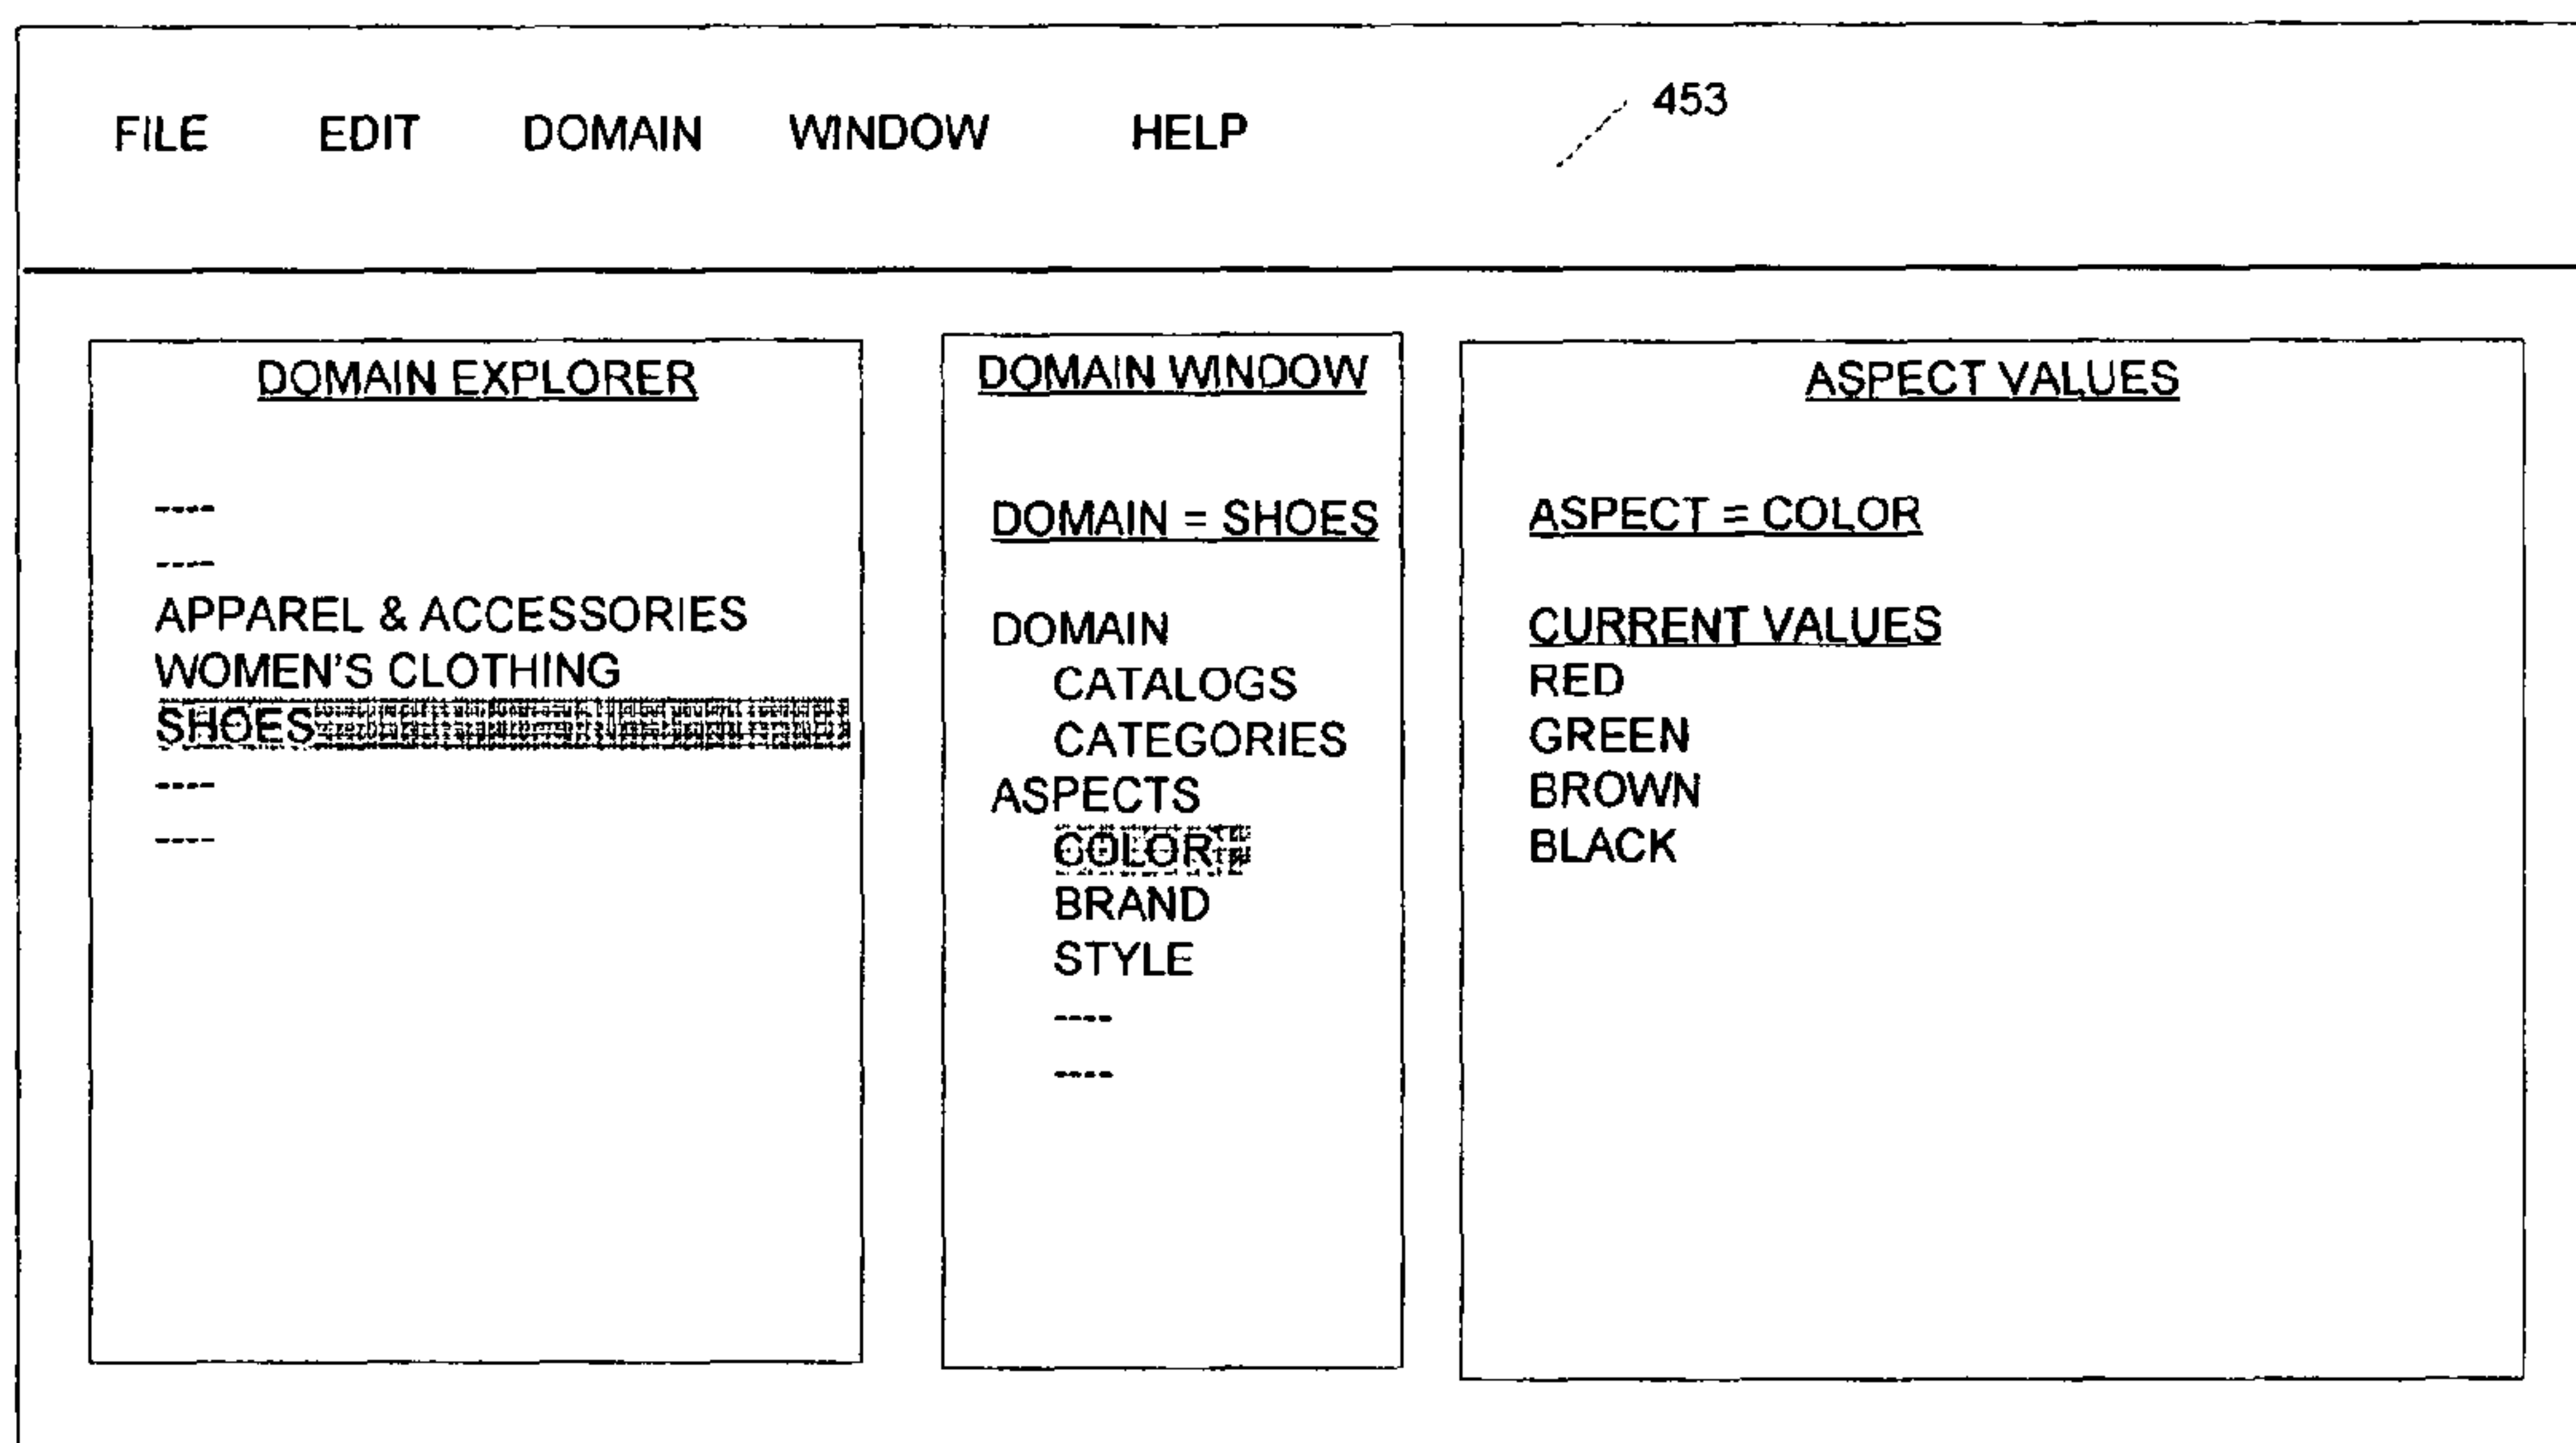 FILE EDIT DOMAIN WINDOW HELP
453
DOMAIN EXPLORER
----
----
APPAREL & ACCESSORIES
WOMEN'S CLOTHING
SHOES
----
----
DOMAIN WINDOW
DOMAIN = SHOES
DOMAIN
CATALOGS
CATEGORIES
ASPECTS
COLOR
BRAND
STYLE
----
----
ASPECT VALUES
ASPECT = COLOR
CURRENT VALUES
RED
GREEN
BROWN
BLACK